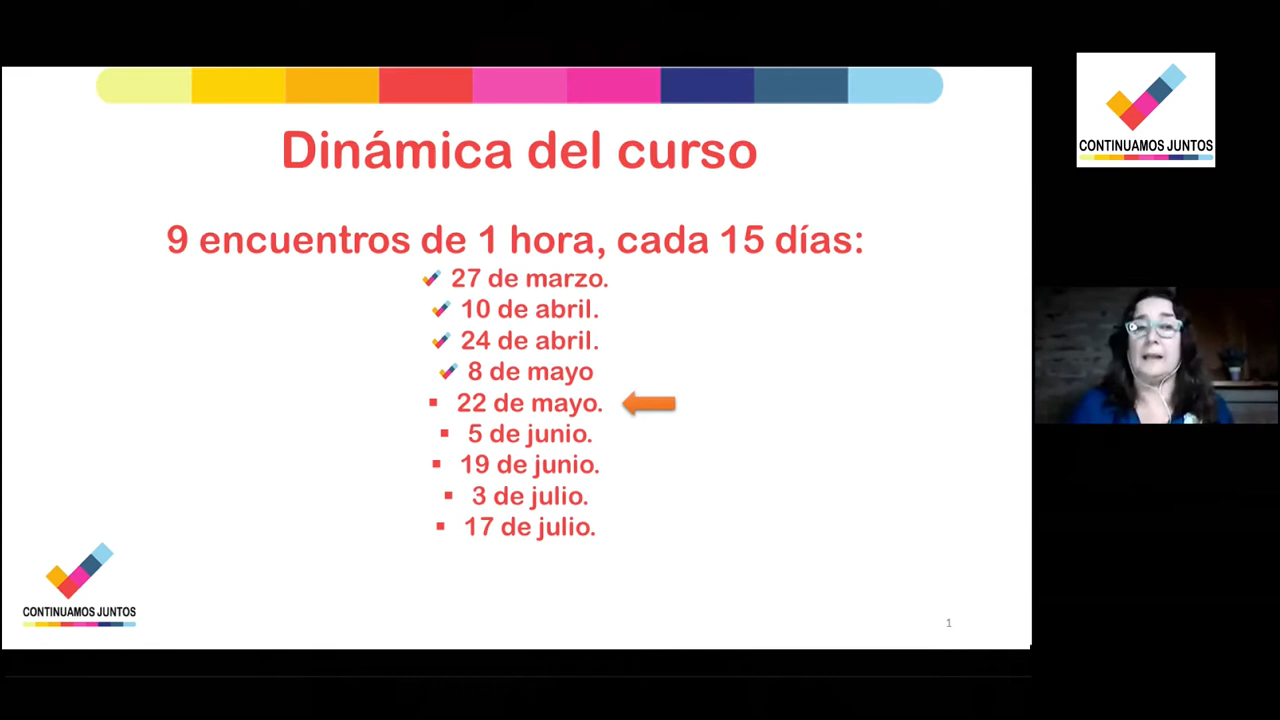 Dinámica del curso
9 encuentros de 1 hora, cada 15 días:
27 de marzo.
10 de abril.
24 de abril.
8 de mayo
22 de mayo.
5 de junio.
19 de junio.
3 de julio.
17 de julio.
CONTINUAMOS JUNTOS
1
CONTINUAMOS JUNTOS